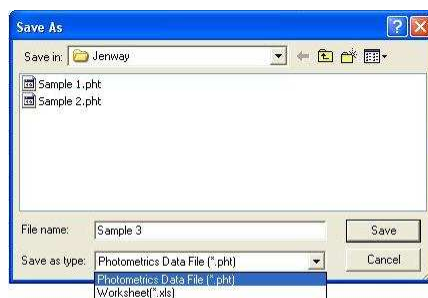 Save As
Save in: Jenway
Sample 1.pht
Sample 2.pht
File name: Sample 3 Save
Save as type: Photometrics Data File (*.pht) Cancel
Photometrics Data File (*.pht)
Worksheet(*.xls)